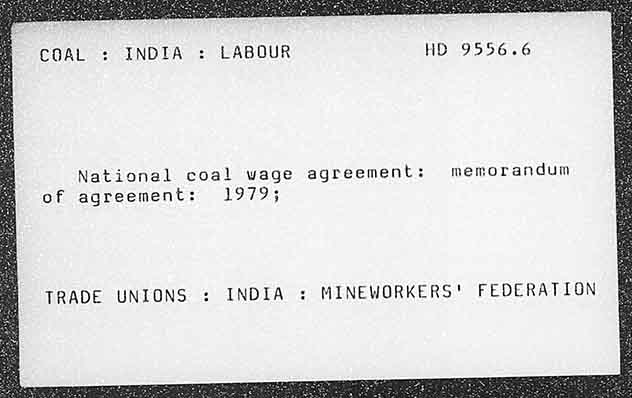 COAL : INDIA : LABOUR HD 9556.6
National coal wage agreement: memorandum
of agreement: 1979;
TRADE UNIONS : INDIA : MINEWORKERS' FEDERATION